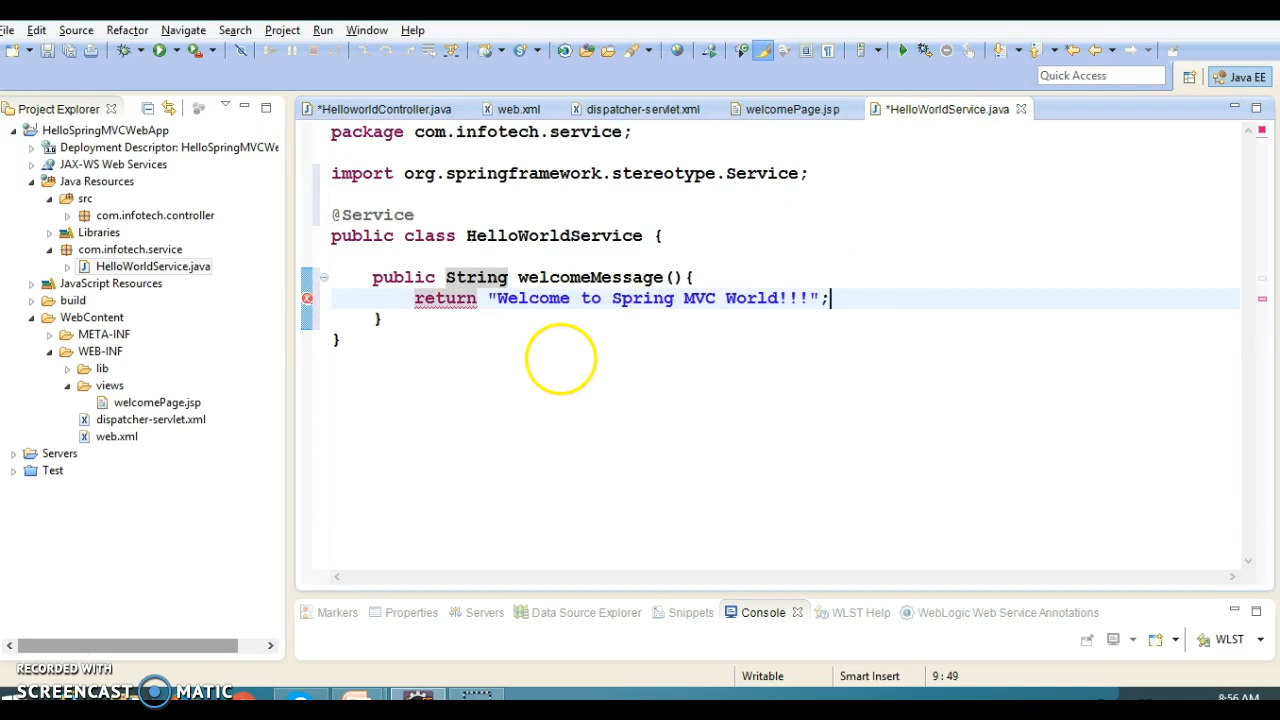 File Edit Source Refactor Navigate Search Project Run Window Help
Quick Access
Java EE
Project Explorer
*HelloworldController.java web.xml dispatcher-servlet.xml welcomePage.jsp *HelloWorldService.java
HelloSpringMVCWebApp
Deployment Descriptor: HelloSpringMVCWe
JAX-WS Web Services
Java Resources
src
com.infotech.controller
Libraries
com.infotech.service
HelloWorldService.java
JavaScript Resources
build
WebContent
META-INF
WEB-INF
lib
views
welcomePage.jsp
dispatcher-servlet.xml
web.xml
Servers
Test
package com.infotech.service;
import org.springframework.stereotype.Service;
@Service
public class HelloWorldService {
public String welcomeMessage(){
return "Welcome to Spring MVC World!!!";
}
}
Markers Properties Servers Data Source Explorer Snippets Console WLST Help WebLogic Web Service Annotations
WLST
Writable Smart Insert 9 : 49
RECORDED WITH
SCREENCAST MATIC
8:56 AM